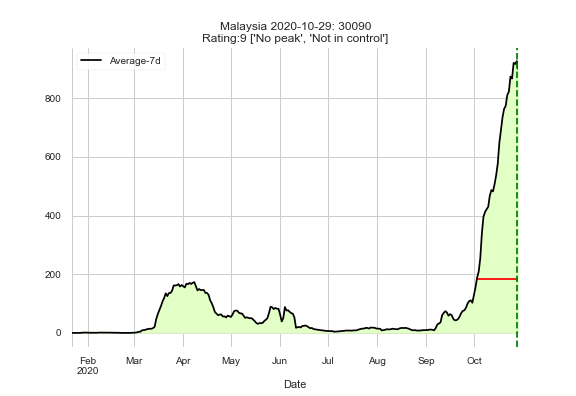 Malaysia 2020-10-29: 30090
Rating:9 ['No peak', 'Not in control']
Average-7d
800
600
400
200
0
Feb Mar Apr May Jun Jul Aug Sep Oct
2020
Date